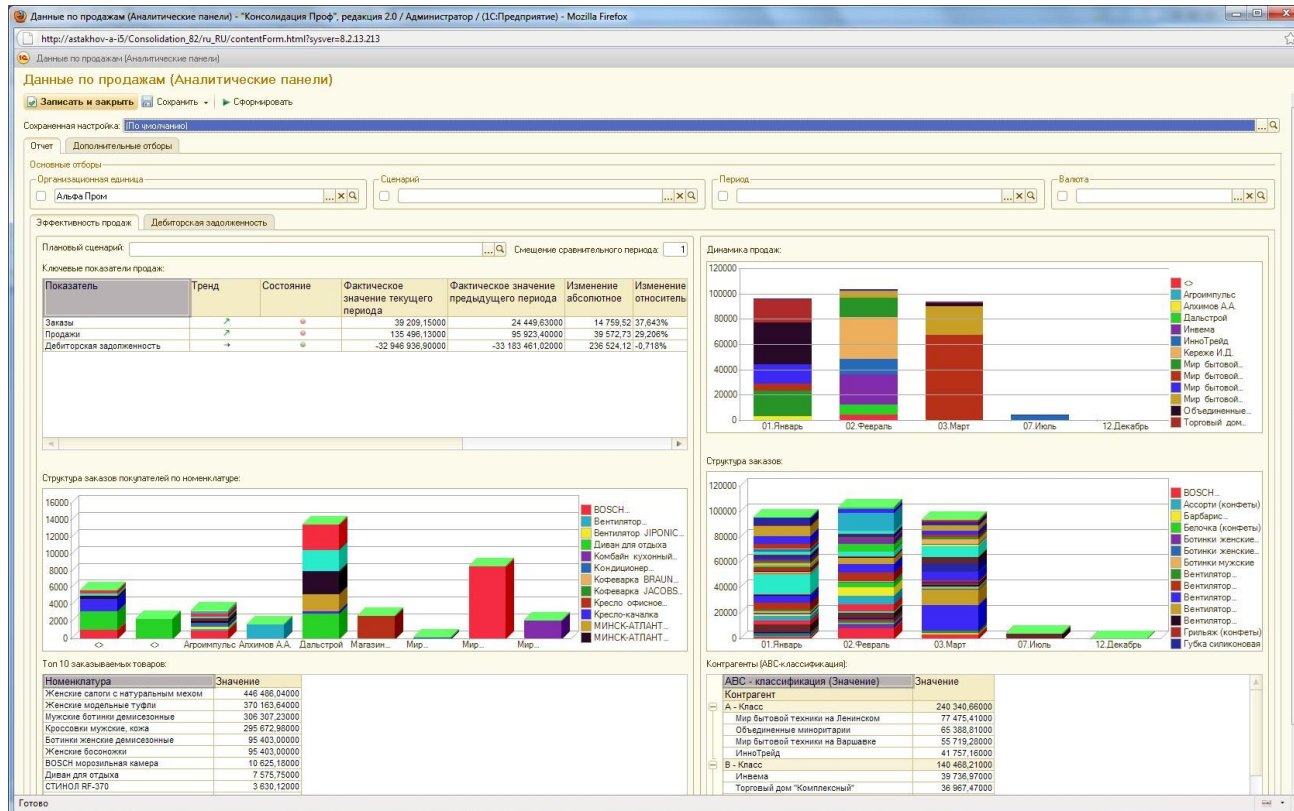 Данные по продажам (Аналитические панели) - "Консолидация Проф", редакция 2.0 / Администратор / (1С:Предприятие) - Mozilla Firefox
http://astakhov-a-i5/Consolidation_82/ru_RU/contentForm.html?sysver=8.2.13.213
Данные по продажам (Аналитические панели)
Данные по продажам (Аналитические панели)
Записать и закрыть Сохранить Сформировать
Сохраненная настройка: (По умолчанию) ...
Отчет Дополнительные отборы
Основные отборы
Организационная единица Сценарий Период Валюта
Альфа Пром ... ... ... ...
Эффективность продаж Дебиторская задолженность
Плановый сценарий: ... Смещение сравнительного периода: 1
Ключевые показатели продаж:
Показатель Тренд Состояние Фактическое значение текущего периода Фактическое значение предыдущего периода Изменение абсолютное Изменение относитель
Заказы 39 209,15000 24 449,63000 14 759,52 37,643%
Продажи 135 496,13000 95 923,40000 39 572,73 29,206%
Дебиторская задолженность -32 946 936,90000 -33 183 461,02000 236 524,12 -0,718%
Динамика продаж:
120000
100000
80000
60000
40000
20000
0
01.Январь 02.Февраль 03.Март 07.Июль 12.Декабрь
<>
Агроимпульс
Алхимов А.А.
Дальстрой
Инвема
ИнноТрейд
Кереже И.Д.
Мир бытовой...
Мир бытовой...
Мир бытовой...
Мир бытовой...
Объединенные...
Торговый дом...
Структура заказов покупателей по номенклатуре:
16000
14000
12000
10000
8000
6000
4000
2000
0
<> <> Агроимпульс Алхимов А.А. Дальстрой Магазин... Мир... Мир... Мир...
BOSCH...
Вентилятор...
Вентилятор JIPONIC...
Диван для отдыха
Комбайн кухонный...
Кондиционер...
Кофеварка BRAUN...
Кофеварка JACOBS...
Кресло офисное...
Кресло-качалка
МИНСК-АТЛАНТ...
МИНСК-АТЛАНТ...
Структура заказов:
120000
100000
80000
60000
40000
20000
0
01.Январь 02.Февраль 03.Март 07.Июль 12.Декабрь
BOSCH...
Ассорти (конфеты)
Барбарис...
Белочка (конфеты)
Ботинки женские...
Ботинки женские...
Ботинки мужские
Вентилятор...
Вентилятор...
Вентилятор...
Вентилятор...
Вентилятор...
Вентилятор...
Грильяж (конфеты)
Губка силиконовая
Топ 10 заказываемых товаров:
Номенклатура Значение
Женские сапоги с натуральным мехом 446 486,04000
Женские модельные туфли 370 163,64000
Мужские ботинки демисезонные 306 307,23000
Кроссовки мужские, кожа 295 672,98000
Ботинки женские демисезонные 95 403,00000
Женские босоножки 95 403,00000
BOSCH морозильная камера 10 625,18000
Диван для отдыха 7 575,75000
СТИНОЛ RF-370 3 630,12000
Контрагенты (ABC-классификация):
ABC - классификация (Значение) Значение
Контрагент
А - Класс 240 340,66000
Мир бытовой техники на Ленинском 77 475,41000
Объединенные миноритарии 65 388,81000
Мир бытовой техники на Варшавке 55 719,28000
ИнноТрейд 41 757,16000
В - Класс 140 468,21000
Инвема 39 736,97000
Торговый дом "Комплексный" 36 967,47000
Готово